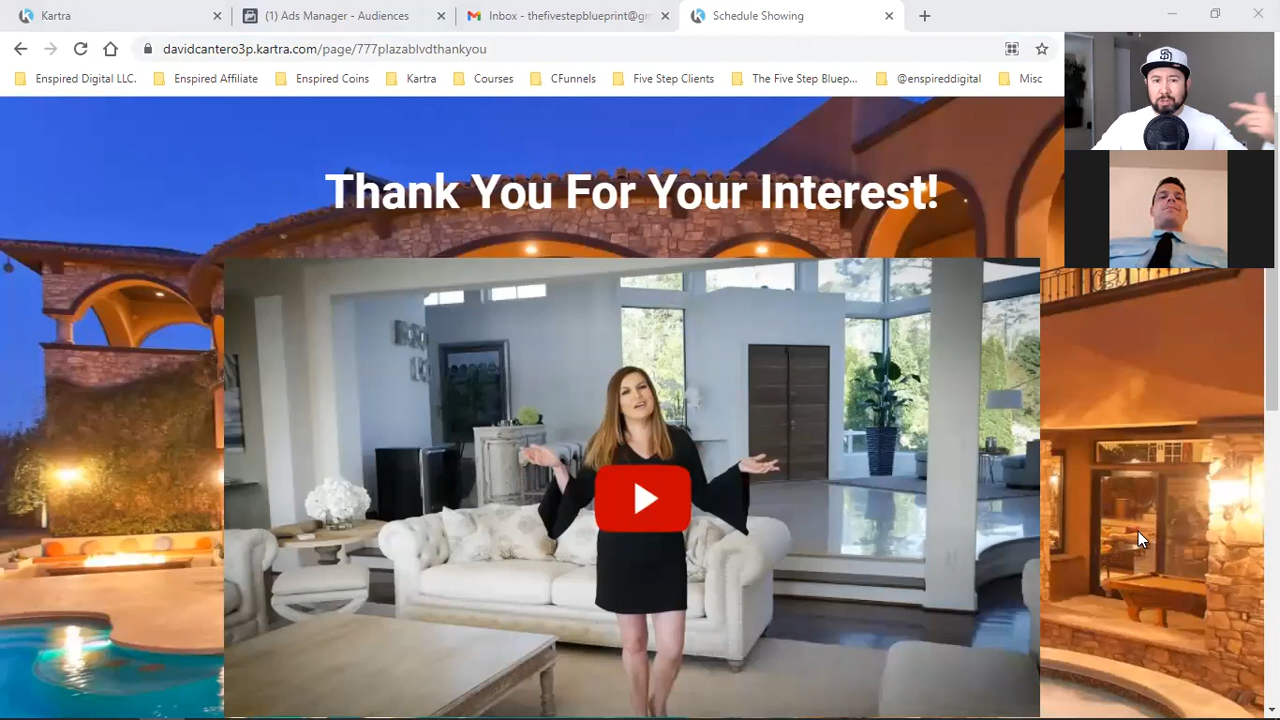 Kartra
(1) Ads Manager - Audiences
Inbox - thefivestepblueprint@gm
Schedule Showing
davidcantero3p.kartra.com/page/777plazablvdthankyou
Enspired Digital LLC.
Enspired Affiliate
Enspired Coins
Kartra
Courses
CFunnels
Five Step Clients
The Five Step Bluep...
@enspireddigital
Misc
Thank You For Your Interest!